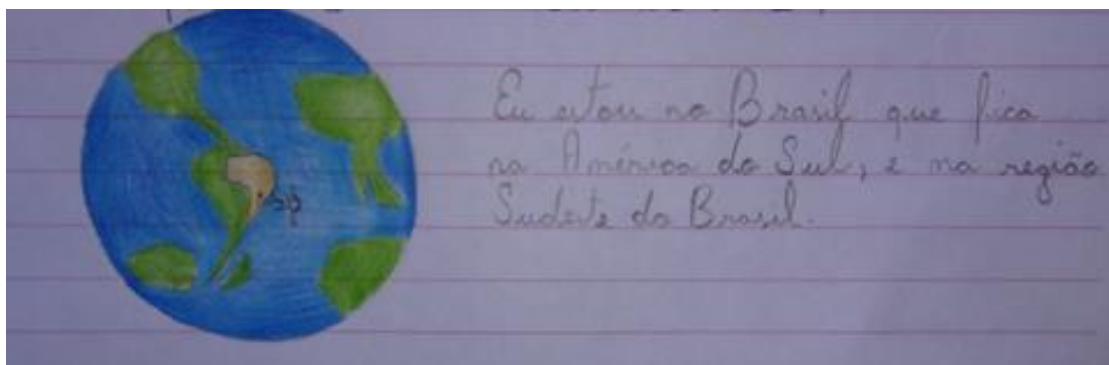 Eu estou no Brasil que fica
na América do Sul, e na região
Sudeste do Brasil.
SP